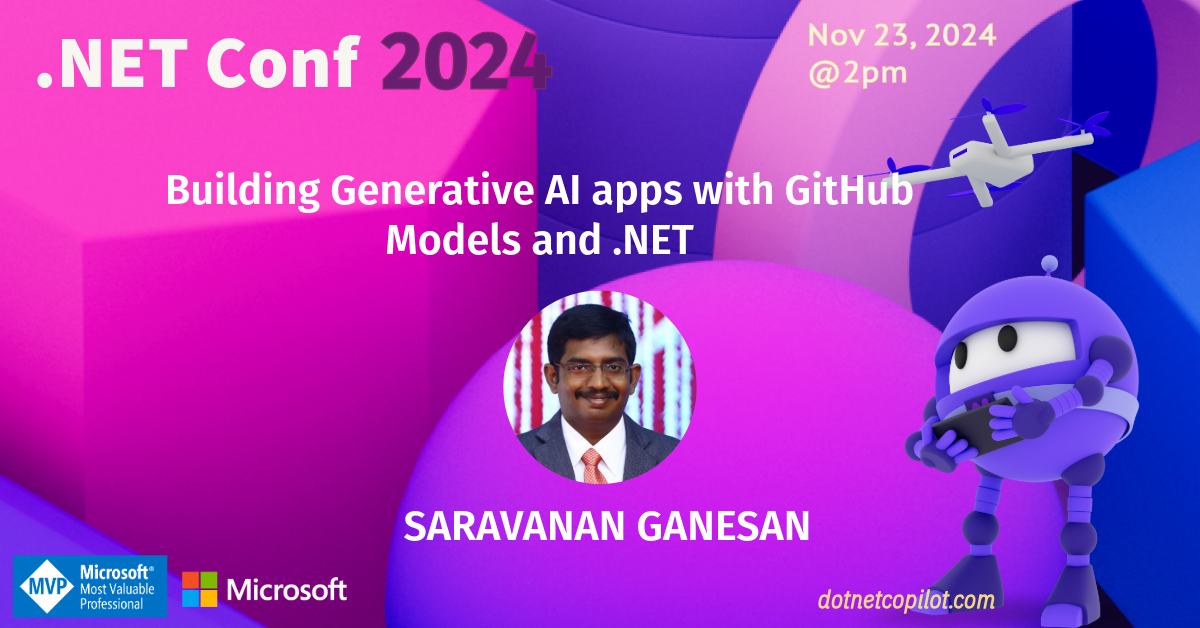 .NET Conf 2024
Nov 23, 2024
@2pm
Building Generative AI apps with GitHub
Models and .NET
SARAVANAN GANESAN
MVP
Microsoft®
Most Valuable
Professional
Microsoft
dotnetcopilot.com